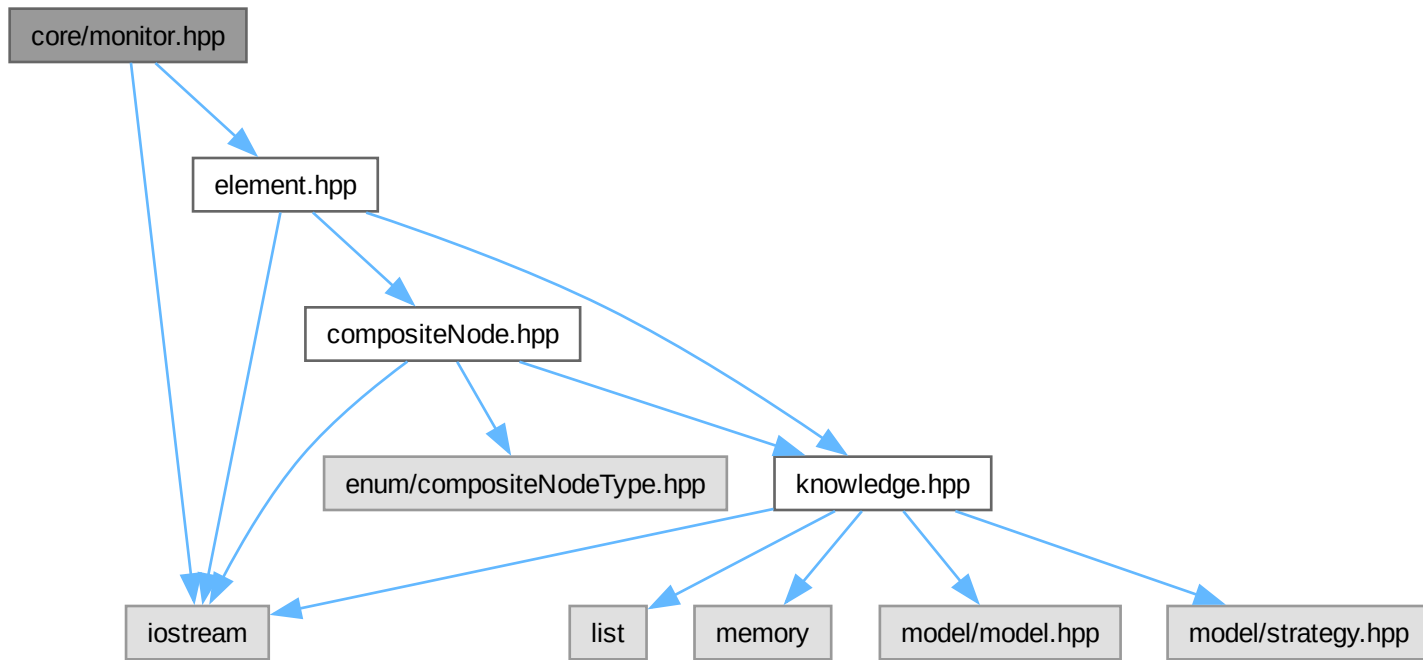 core/monitor.hpp
element.hpp
compositeNode.hpp
enum/compositeNodeType.hpp
knowledge.hpp
iostream
list
memory
model/model.hpp
model/strategy.hpp